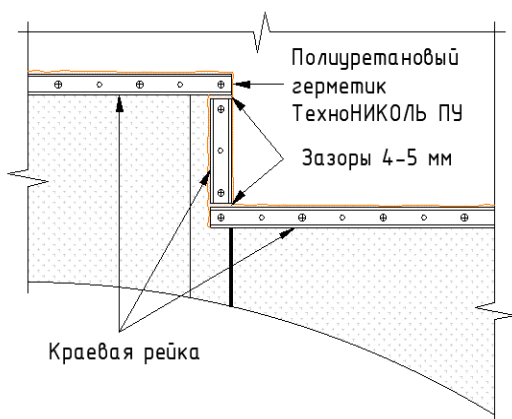 Полиуретановый
герметик
ТехноНИКОЛЬ ПУ
Зазоры 4-5 мм
Краевая рейка